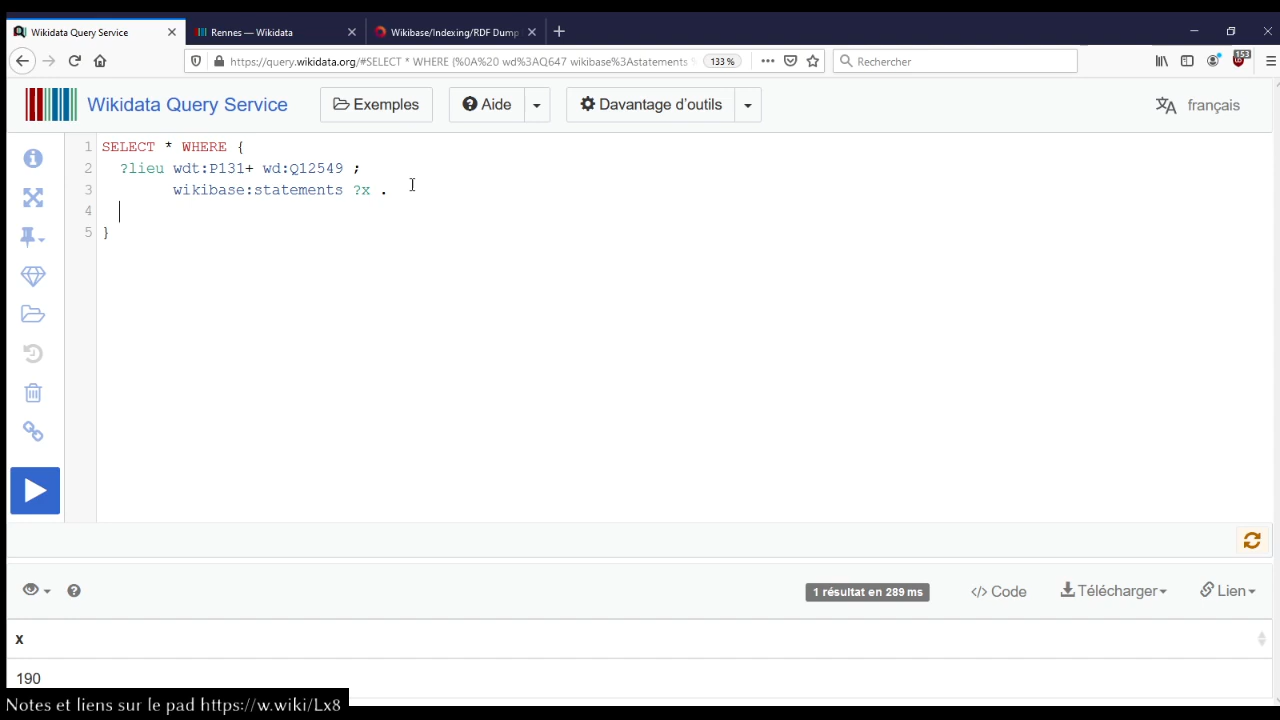 Wikidata Query Service
Rennes — Wikidata
Wikibase/Indexing/RDF Dump
https://query.wikidata.org/#SELECT * WHERE {%0A%20 wd%3AQ647 wikibase%3Astatements
133 %
Rechercher
153
Wikidata Query Service
Exemples
Aide
Davantage d'outils
français
1 SELECT * WHERE {
2 ?lieu wdt:P131+ wd:Q12549 ;
3 wikibase:statements ?x .
4
5 }
1 résultat en 289 ms
</> Code
Télécharger
Lien
x
190
Notes et liens sur le pad https://w.wiki/Lx8